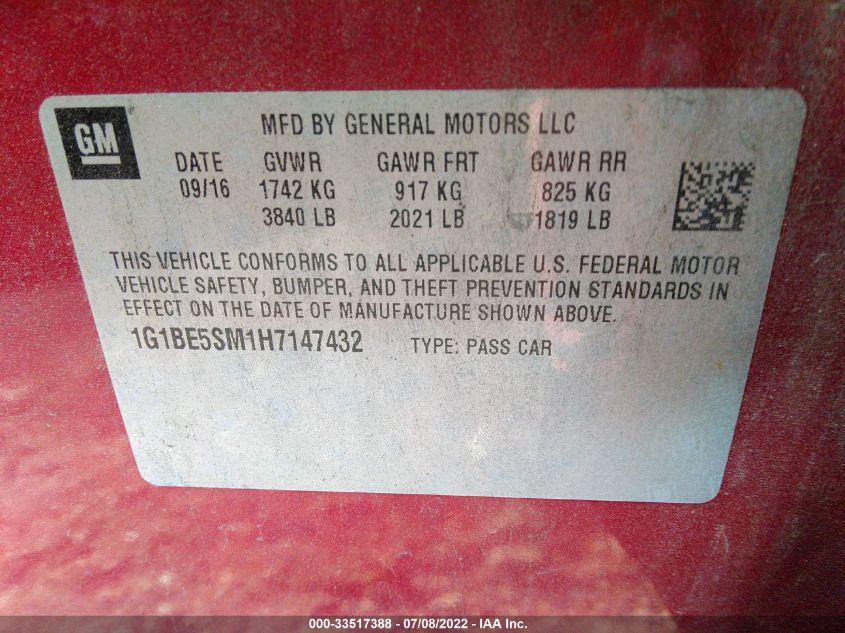 GM
MFD BY GENERAL MOTORS LLC
DATE GVWR GAWR FRT GAWR RR
09/16 1742 KG 917 KG 825 KG
3840 LB 2021 LB 1819 LB
THIS VEHICLE CONFORMS TO ALL APPLICABLE U.S. FEDERAL MOTOR
VEHICLE SAFETY, BUMPER, AND THEFT PREVENTION STANDARDS IN
EFFECT ON THE DATE OF MANUFACTURE SHOWN ABOVE.
1G1BE5SM1H7147432 TYPE: PASS CAR
000-33517388 - 07/08/2022 - IAA Inc.